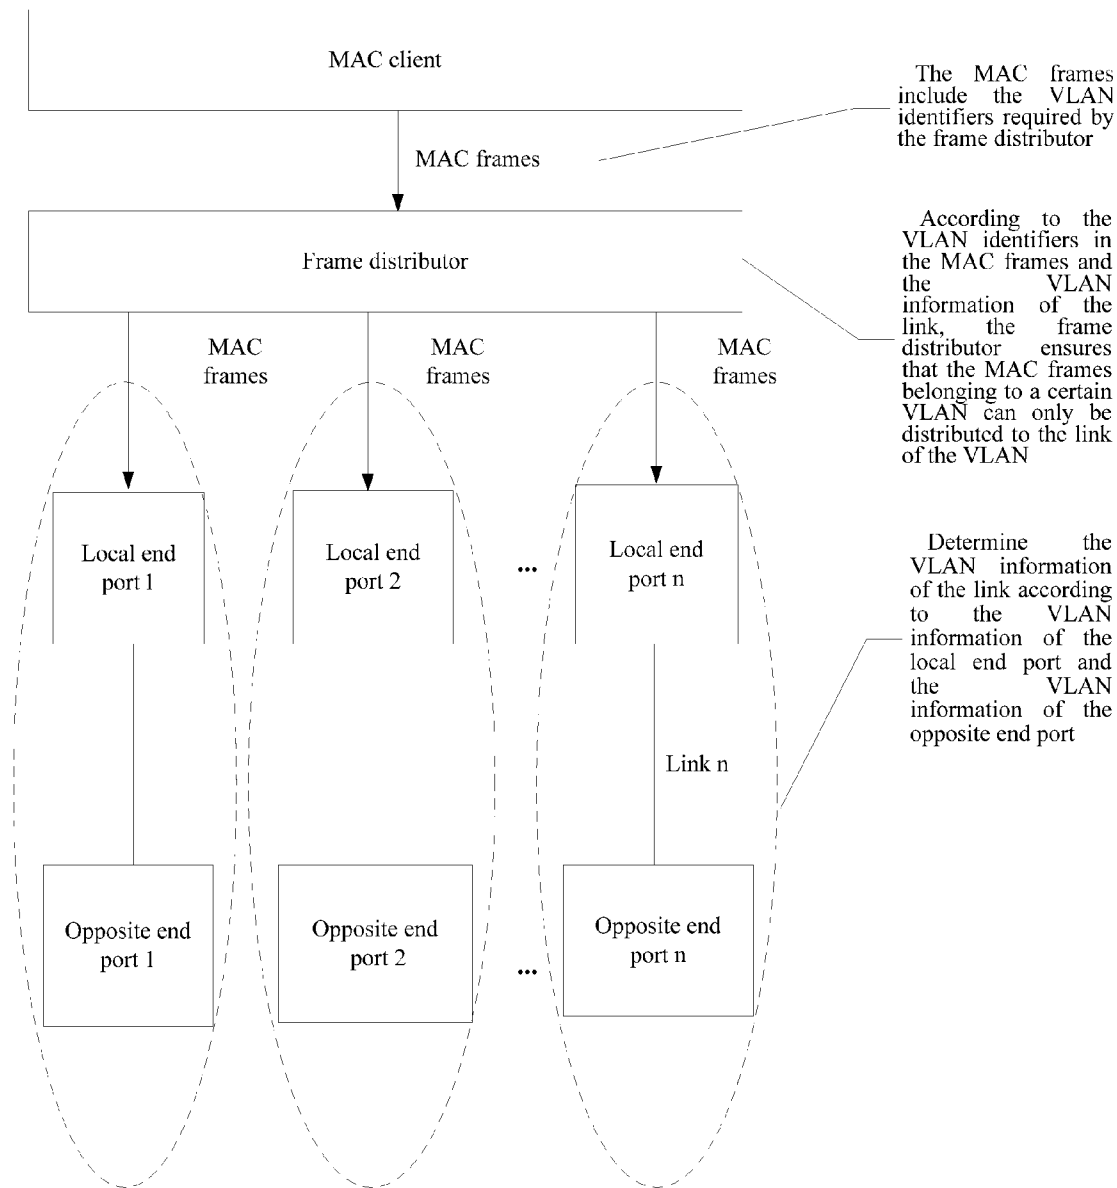 MAC client
The MAC frames
include the VLAN
identifiers required by
the frame distributor
MAC frames
Frame distributor
According to the
VLAN identifiers in
the MAC frames and
the VLAN
information of the
link, the frame
distributor ensures
that the MAC frames
belonging to a certain
VLAN can only be
distributed to the link
of the VLAN
MAC
frames
MAC
frames
MAC
frames
Local end
port 1
Local end
port 2
...
Local end
port n
Determine the
VLAN information
of the link according
to the VLAN
information of the
local end port and
the VLAN
information of the
opposite end port
Link n
Opposite end
port 1
Opposite end
port 2
...
Opposite end
port n